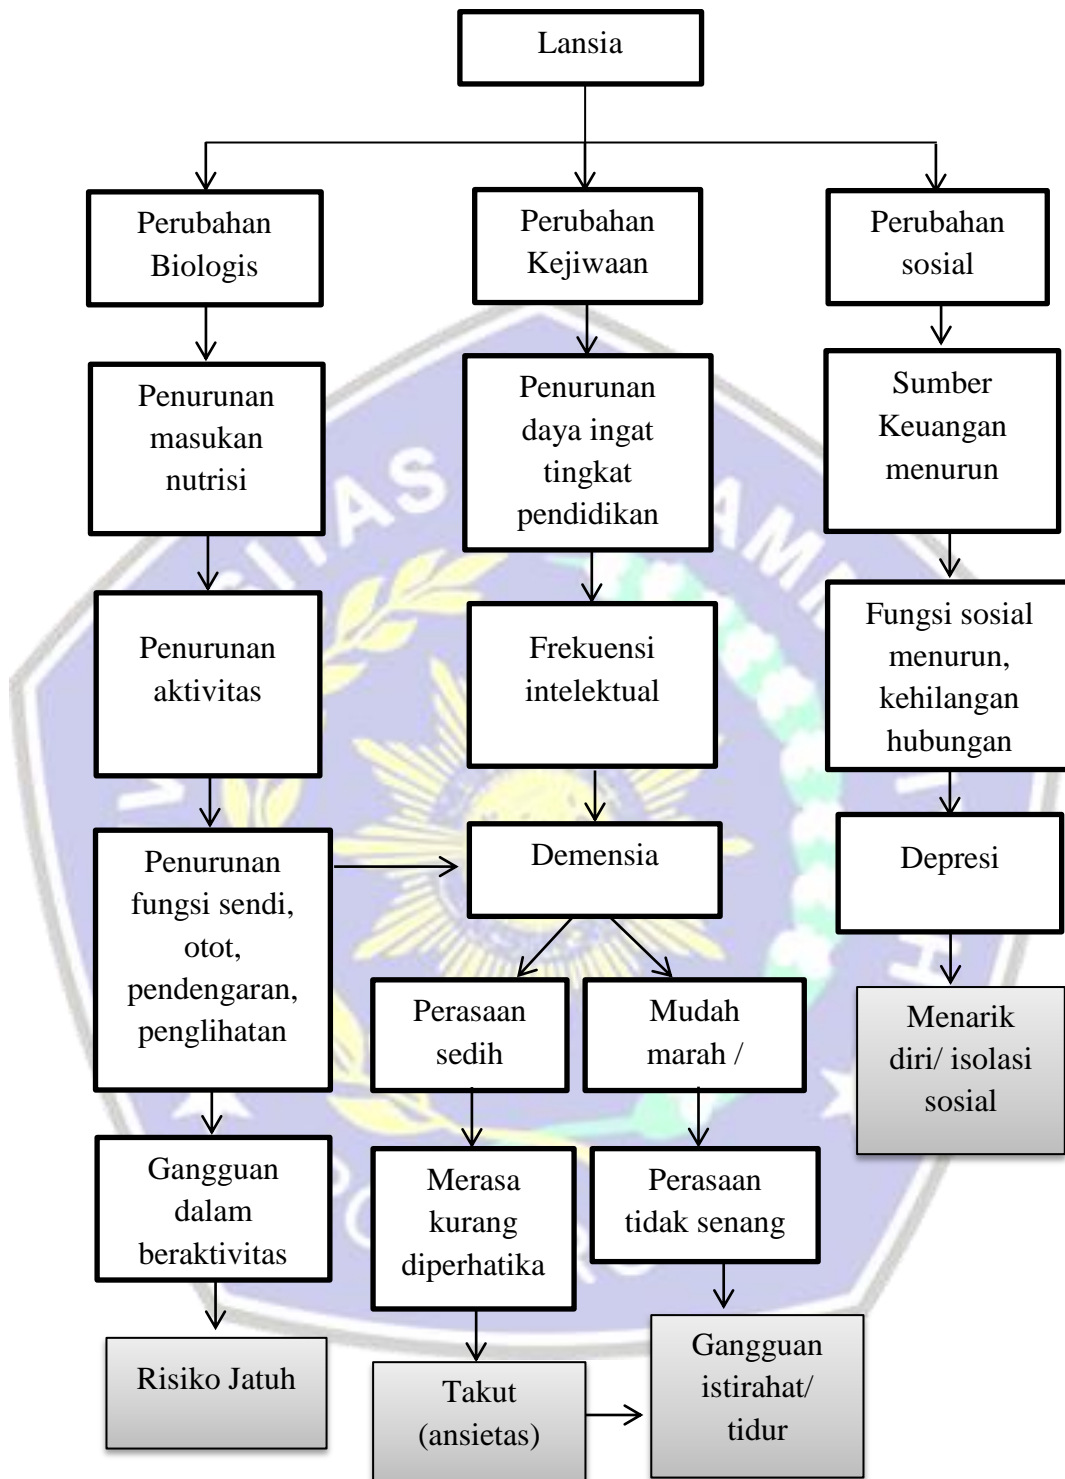 Lansia
Perubahan
Biologis
Perubahan
Kejiwaan
Perubahan
sosial
Penurunan
masukan
nutrisi
Penurunan
daya ingat
tingkat
pendidikan
Sumber
Keuangan
menurun
Penurunan
aktivitas
Frekuensi
intelektual
Fungsi sosial
menurun,
kehilangan
hubungan
Penurunan
fungsi sendi,
otot,
pendengaran,
penglihatan
Demensia
Depresi
Perasaan
sedih
Mudah
marah /
Menarik
diri/ isolasi
sosial
Gangguan
dalam
beraktivitas
Merasa
kurang
diperhatika
Perasaan
tidak senang
Risiko Jatuh
Takut
(ansietas)
Gangguan
istirahat/
tidur